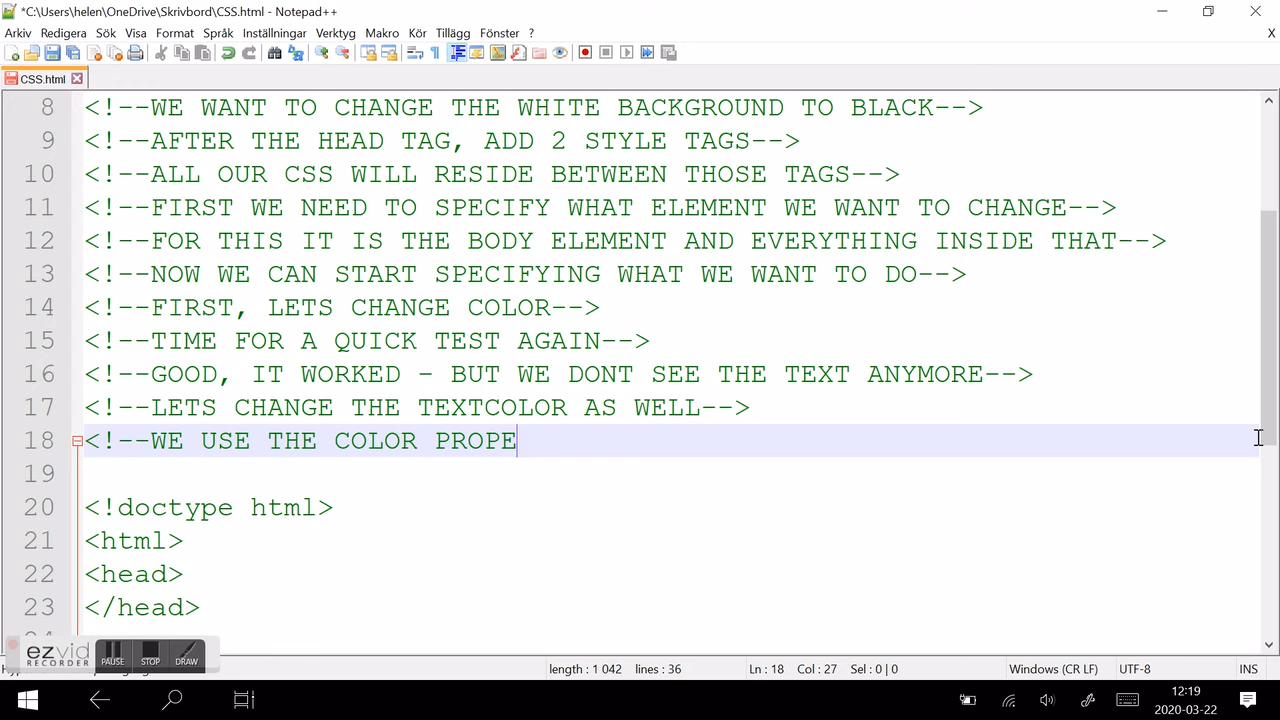 *C:\Users\helen\OneDrive\Skrivbord\CSS.html - Notepad++
Arkiv Redigera Sök Visa Format Språk Inställningar Verktyg Makro Kör Tillägg Fönster ? X
CSS.html
8 <!--WE WANT TO CHANGE THE WHITE BACKGROUND TO BLACK-->
9 <!--AFTER THE HEAD TAG, ADD 2 STYLE TAGS-->
10 <!--ALL OUR CSS WILL RESIDE BETWEEN THOSE TAGS-->
11 <!--FIRST WE NEED TO SPECIFY WHAT ELEMENT WE WANT TO CHANGE-->
12 <!--FOR THIS IT IS THE BODY ELEMENT AND EVERYTHING INSIDE THAT-->
13 <!--NOW WE CAN START SPECIFYING WHAT WE WANT TO DO-->
14 <!--FIRST, LETS CHANGE COLOR-->
15 <!--TIME FOR A QUICK TEST AGAIN-->
16 <!--GOOD, IT WORKED - BUT WE DONT SEE THE TEXT ANYMORE-->
17 <!--LETS CHANGE THE TEXTCOLOR AS WELL-->
18 <!--WE USE THE COLOR PROPE
19
20 <!doctype html>
21 <html>
22 <head>
23 </head>
ezvid
RECORDER
PAUSE STOP DRAW
length : 1 042 lines : 36 Ln : 18 Col : 27 Sel : 0 | 0 Windows (CR LF) UTF-8 INS
12:19
2020-03-22